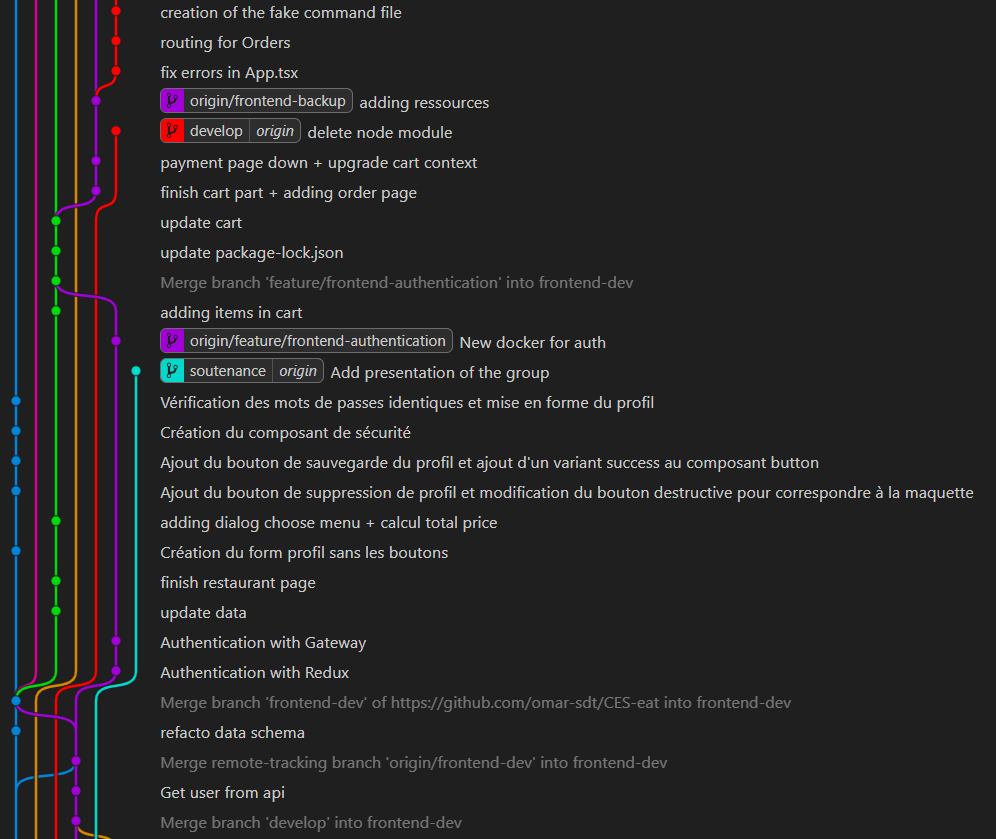 creation of the fake command file
routing for Orders
fix errors in App.tsx
origin/frontend-backup adding ressources
develop origin delete node module
payment page down + upgrade cart context
finish cart part + adding order page
update cart
update package-lock.json
Merge branch 'feature/frontend-authentication' into frontend-dev
adding items in cart
origin/feature/frontend-authentication New docker for auth
soutenance origin Add presentation of the group
Vérification des mots de passes identiques et mise en forme du profil
Création du composant de sécurité
Ajout du bouton de sauvegarde du profil et ajout d'un variant success au composant button
Ajout du bouton de suppression de profil et modification du bouton destructive pour correspondre à la maquette
adding dialog choose menu + calcul total price
Création du form profil sans les boutons
finish restaurant page
update data
Authentication with Gateway
Authentication with Redux
Merge branch 'frontend-dev' of https://github.com/omar-sdt/CES-eat into frontend-dev
refacto data schema
Merge remote-tracking branch 'origin/frontend-dev' into frontend-dev
Get user from api
Merge branch 'develop' into frontend-dev